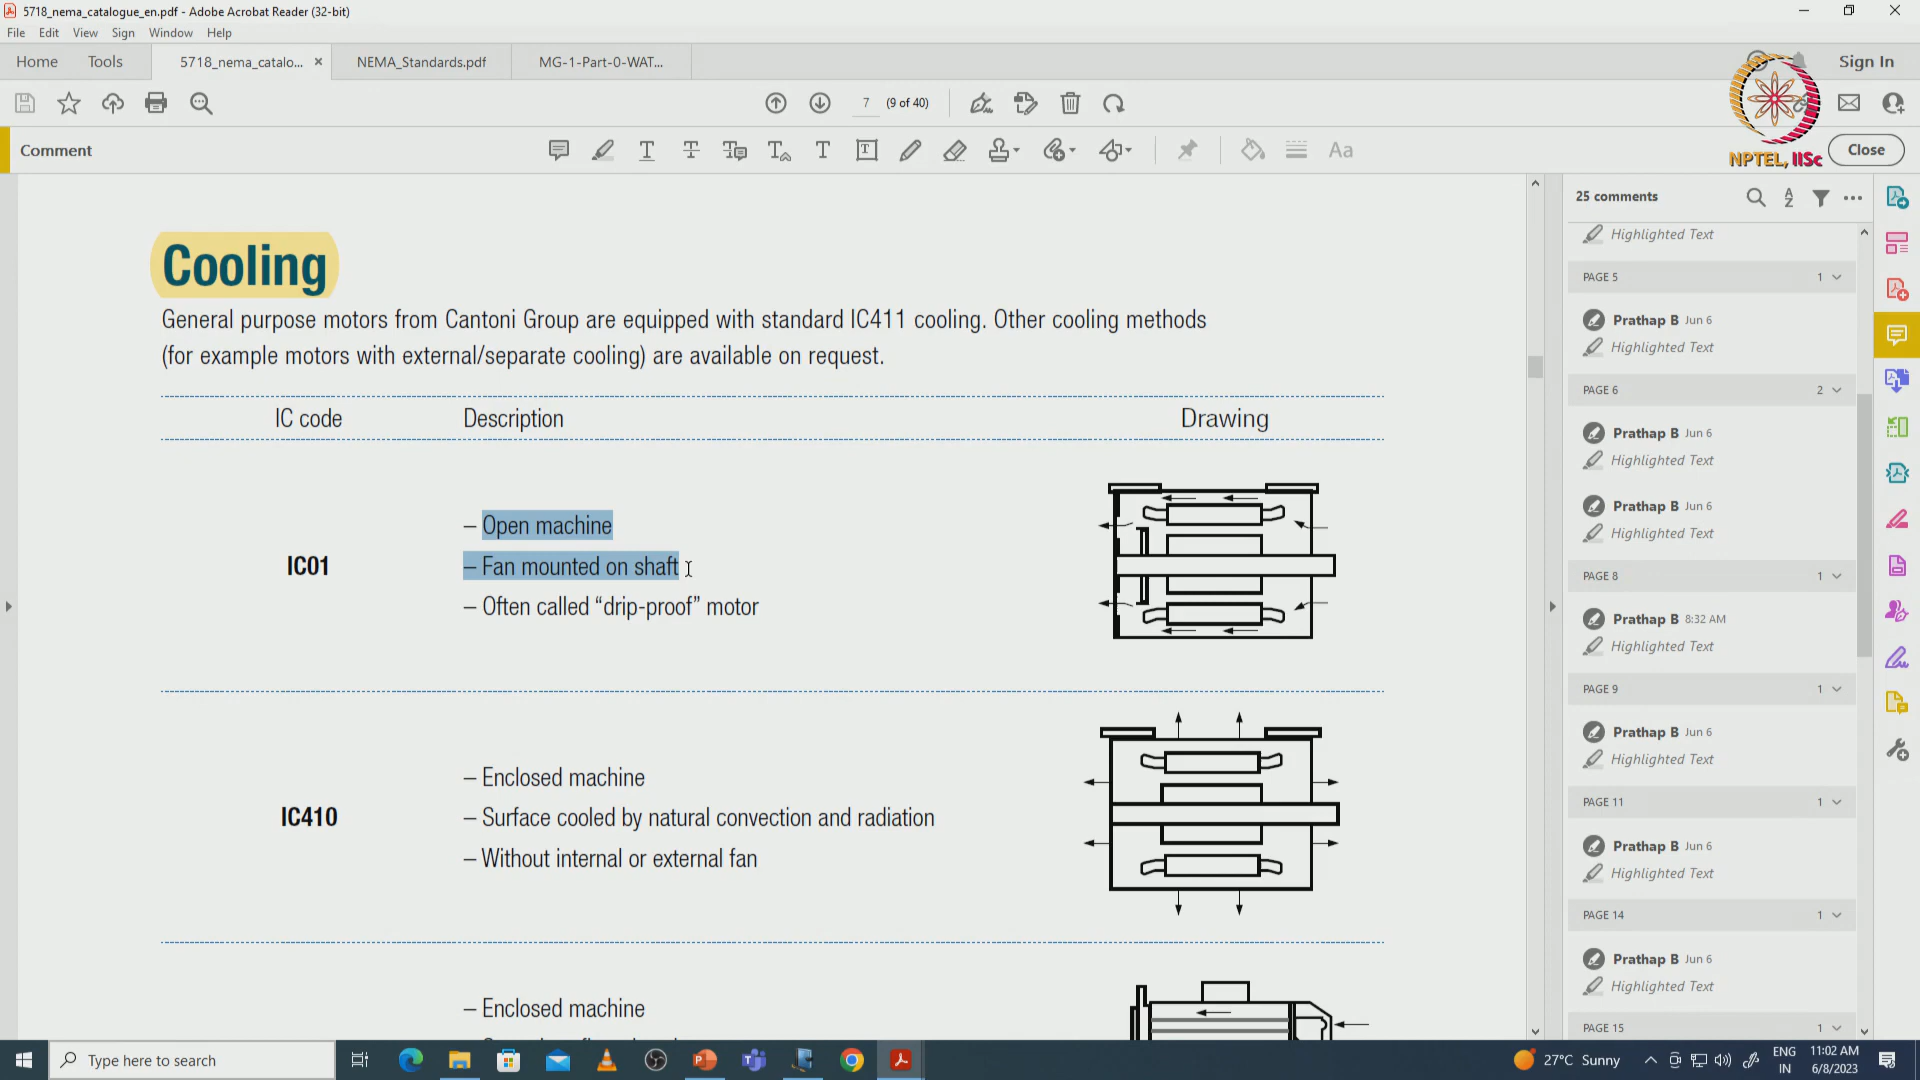 5718_nema_catalogue_en.pdf - Adobe Acrobat Reader (32-bit)
File Edit View Sign Window Help
Home Tools 5718_nema_catalo... NEMA_Standards.pdf MG-1-Part-0-WAT... Sign In
7 (9 of 40)
NPTEL, IISc
Comment Aa Close
25 comments
Highlighted Text
PAGE 5 1
Prathap B Jun 6
Highlighted Text
PAGE 6 2
Prathap B Jun 6
Highlighted Text
Prathap B Jun 6
Highlighted Text
PAGE 8 1
Prathap B 8:32 AM
Highlighted Text
PAGE 9 1
Prathap B Jun 6
Highlighted Text
PAGE 11 1
Prathap B Jun 6
Highlighted Text
PAGE 14 1
Prathap B Jun 6
Highlighted Text
PAGE 15 1
Cooling
General purpose motors from Cantoni Group are equipped with standard IC411 cooling. Other cooling methods
(for example motors with external/separate cooling) are available on request.
IC code Description Drawing
IC01
– Open machine
– Fan mounted on shaft
– Often called “drip-proof” motor
IC410
– Enclosed machine
– Surface cooled by natural convection and radiation
– Without internal or external fan
– Enclosed machine
Type here to search
27°C Sunny
ENG
IN
11:02 AM
6/8/2023